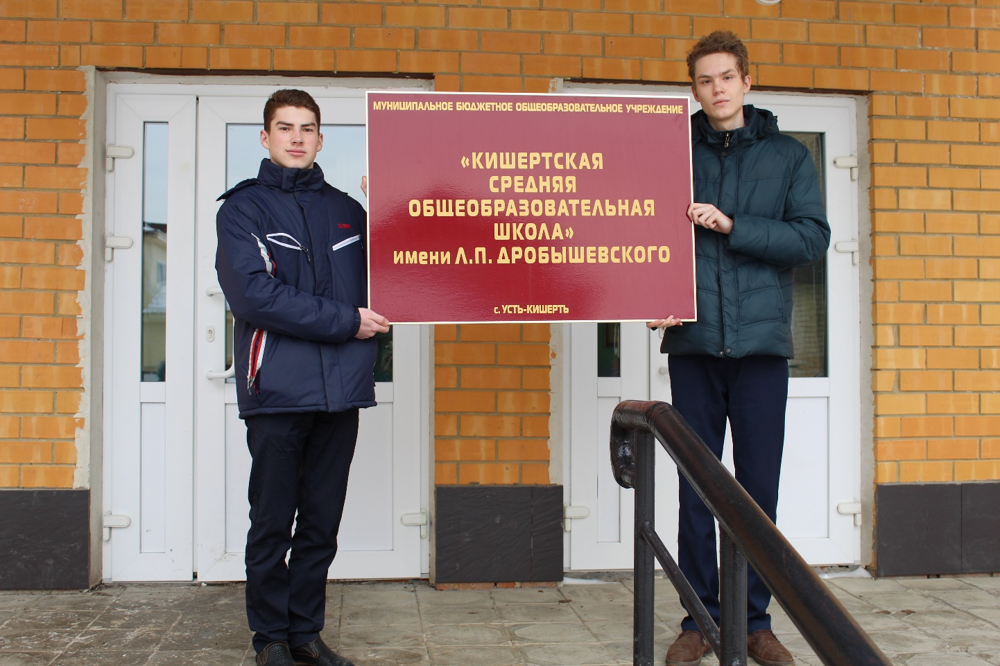 МУНИЦИПАЛЬНОЕ БЮДЖЕТНОЕ ОБЩЕОБРАЗОВАТЕЛЬНОЕ УЧРЕЖДЕНИЕ
«КИШЕРТСКАЯ
СРЕДНЯЯ
ОБЩЕОБРАЗОВАТЕЛЬНАЯ
ШКОЛА»
имени Л.П. ДРОБЫШЕВСКОГО
с. УСТЬ-КИШЕРТЬ